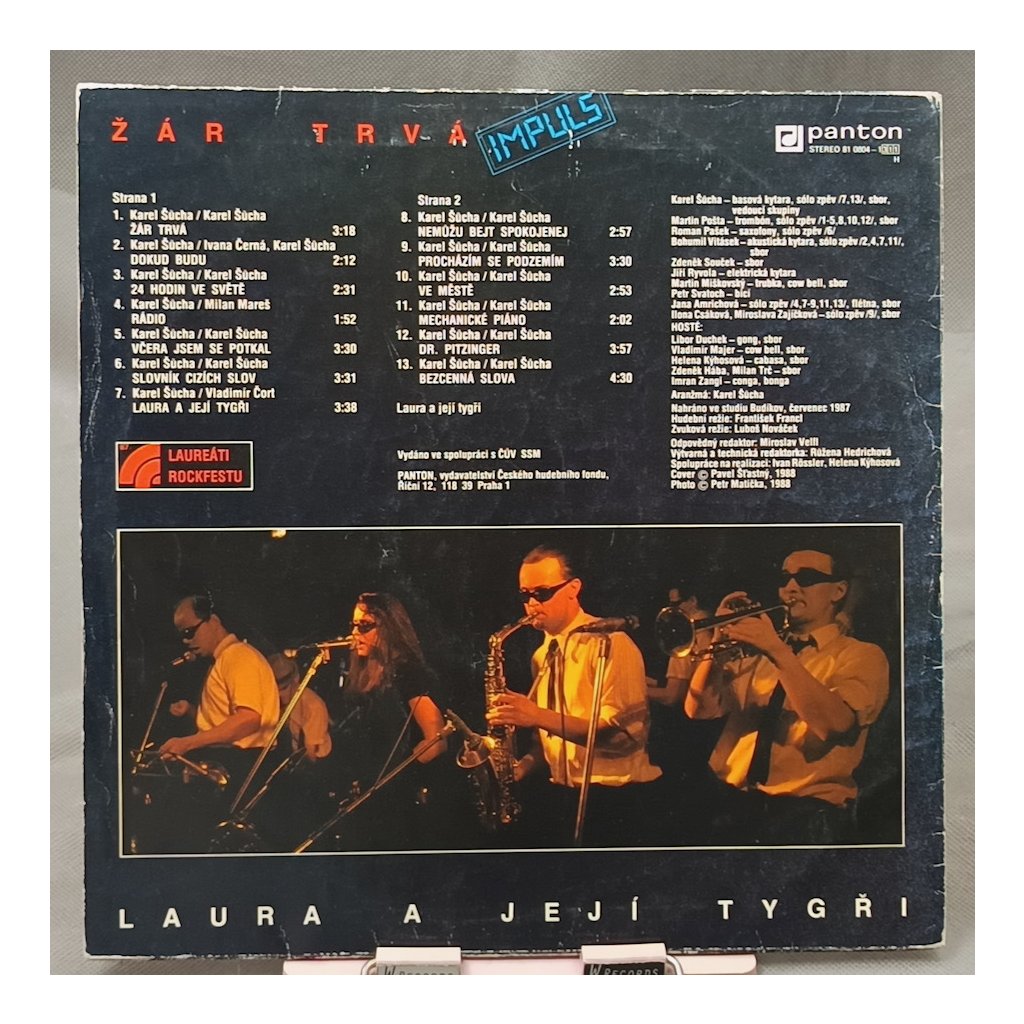 ŽÁR TRVÁ
IMPULS
panton
STEREO 81 0804-1
H
Strana 1
1. Karel Šůcha / Karel Šůcha
ŽÁR TRVÁ 3:18
2. Karel Šůcha / Ivana Černá, Karel Šůcha
DOKUD BUDU 2:12
3. Karel Šůcha / Karel Šůcha
24 HODIN VE SVĚTĚ 2:31
4. Karel Šůcha / Milan Mareš
RÁDIO 1:52
5. Karel Šůcha / Karel Šůcha
VČERA JSEM SE POTKAL 3:30
6. Karel Šůcha / Karel Šůcha
SLOVNÍK CIZÍCH SLOV 3:31
7. Karel Šůcha / Vladimír Čort
LAURA A JEJÍ TYGŘI 3:38
87
LAUREÁTI
ROCKFESTU
Strana 2
8. Karel Šůcha / Karel Šůcha
NEMŮŽU BEJT SPOKOJENEJ 2:57
9. Karel Šůcha / Karel Šůcha
PROCHÁZÍM SE PODZEMÍM 3:30
10. Karel Šůcha / Karel Šůcha
VE MĚSTĚ 2:53
11. Karel Šůcha / Karel Šůcha
MECHANICKÉ PIÁNO 2:02
12. Karel Šůcha / Karel Šůcha
DR. PITZINGER 3:57
13. Karel Šůcha / Karel Šůcha
BEZCENNÁ SLOVA 4:30
Laura a její tygři
Vydáno ve spolupráci s ČÚV SSM
PANTON, vydavatelství Českého hudebního fondu,
Říční 12, 118 39 Praha 1
Karel Šůcha – basová kytara, sólo zpěv /7,13/, sbor,
vedoucí skupiny
Martin Pošta – trombón, sólo zpěv /1-5,8,10,12/, sbor
Roman Pašek – saxofony, sólo zpěv /6/
Bohumil Vitásek – akustická kytara, sólo zpěv /2,4,7,11/,
sbor
Zdeněk Souček – sbor
Jiří Ryvola – elektrická kytara
Martin Miškovský – trubka, cow bell, sbor
Petr Svatoch – bicí
Jana Amrichová – sólo zpěv /4,7-9,11,13/, flétna, sbor
Ilona Csáková, Miroslava Zajíčková – sólo zpěv /9/, sbor
HOSTÉ:
Libor Duchek – gong, sbor
Vladimír Majer – cow bell, sbor
Helena Kýhosová – cabasa, sbor
Zdeněk Hába, Milan Trč – sbor
Imran Zangi – conga, bonga
Aranžmá: Karel Šůcha
Nahráno ve studiu Budíkov, červenec 1987
Hudební režie: František Francl
Zvuková režie: Luboš Nováček
Odpovědný redaktor: Miroslav Velfl
Výtvarná a technická redaktorka: Růžena Hedrichová
Spolupráce na realizaci: Ivan Rössler, Helena Kýhosová
Cover © Pavel Šťastný, 1988
Photo © Petr Matička, 1988
LAURA A JEJÍ TYGŘI
W RECORDS
W RECORDS